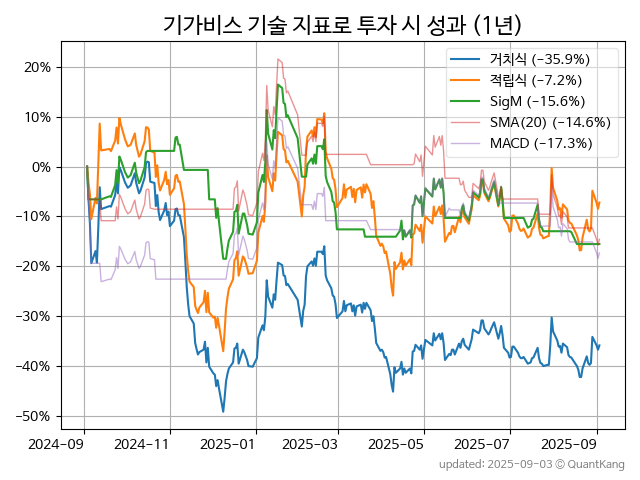 기가비스 기술 지표로 투자 시 성과 (1년)
거치식 (−35.9%)
적립식 (−7.2%)
SigM (−15.6%)
SMA(20) (−14.6%)
MACD (−17.3%)
20%
10%
0%
−10%
−20%
−30%
−40%
−50%
2024-09 2024-11 2025-01 2025-03 2025-05 2025-07 2025-09
updated: 2025-09-03 © QuantKang